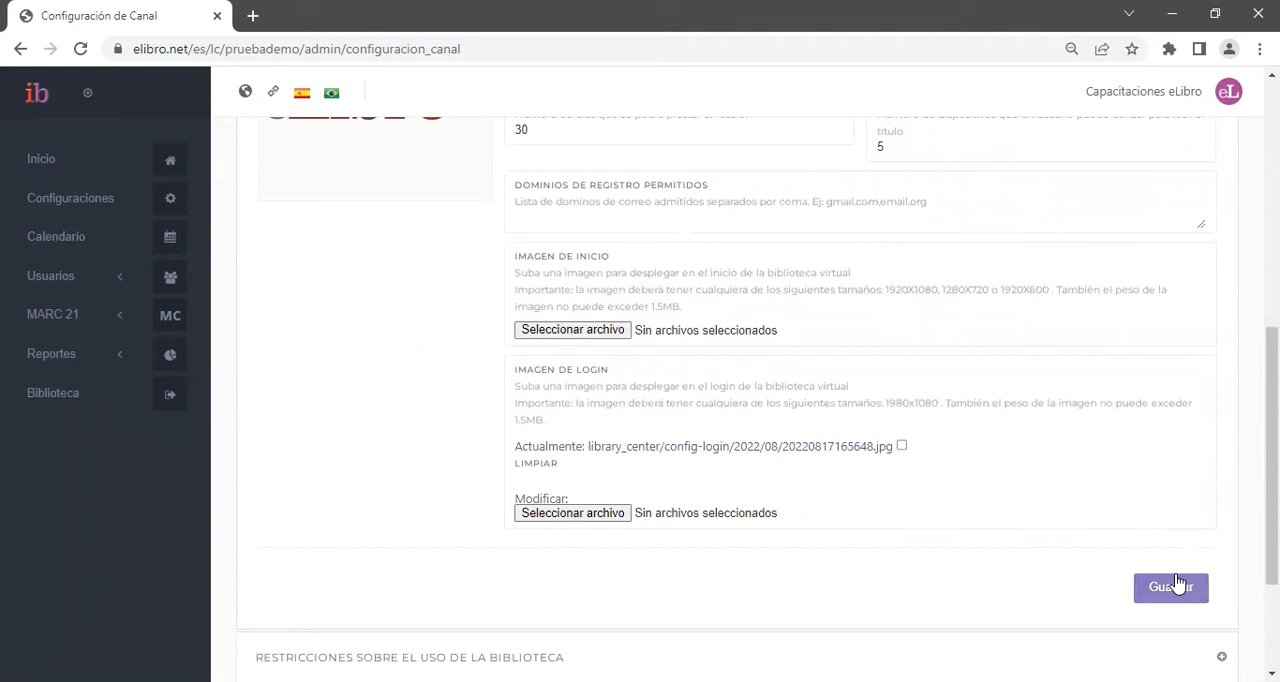 Configuración de Canal
elibro.net/es/lc/pruebademo/admin/configuracion_canal
ib
Capacitaciones eLibro
eL
Inicio
Configuraciones
Calendario
Usuarios
MARC 21
MC
Reportes
Biblioteca
30
título
5
DOMINIOS DE REGISTRO PERMITIDOS
Lista de dominos de correo admitidos separados por coma. Ej: gmail.com,email.org
IMAGEN DE INICIO
Suba una imagen para desplegar en el inicio de la biblioteca virtual
Importante: la imagen deberá tener cualquiera de los siguientes tamaños: 1920X1080, 1280X720 o 1920X600 . También el peso de la
imagen no puede exceder 1.5MB.
Seleccionar archivo Sin archivos seleccionados
IMAGEN DE LOGIN
Suba una imagen para desplegar en el login de la biblioteca virtual
Importante: la imagen deberá tener cualquiera de los siguientes tamaños: 1980x1080 . También el peso de la imagen no puede exceder
1.5MB.
Actualmente: library_center/config-login/2022/08/20220817165648.jpg
LIMPIAR
Modificar:
Seleccionar archivo Sin archivos seleccionados
Guardar
RESTRICCIONES SOBRE EL USO DE LA BIBLIOTECA